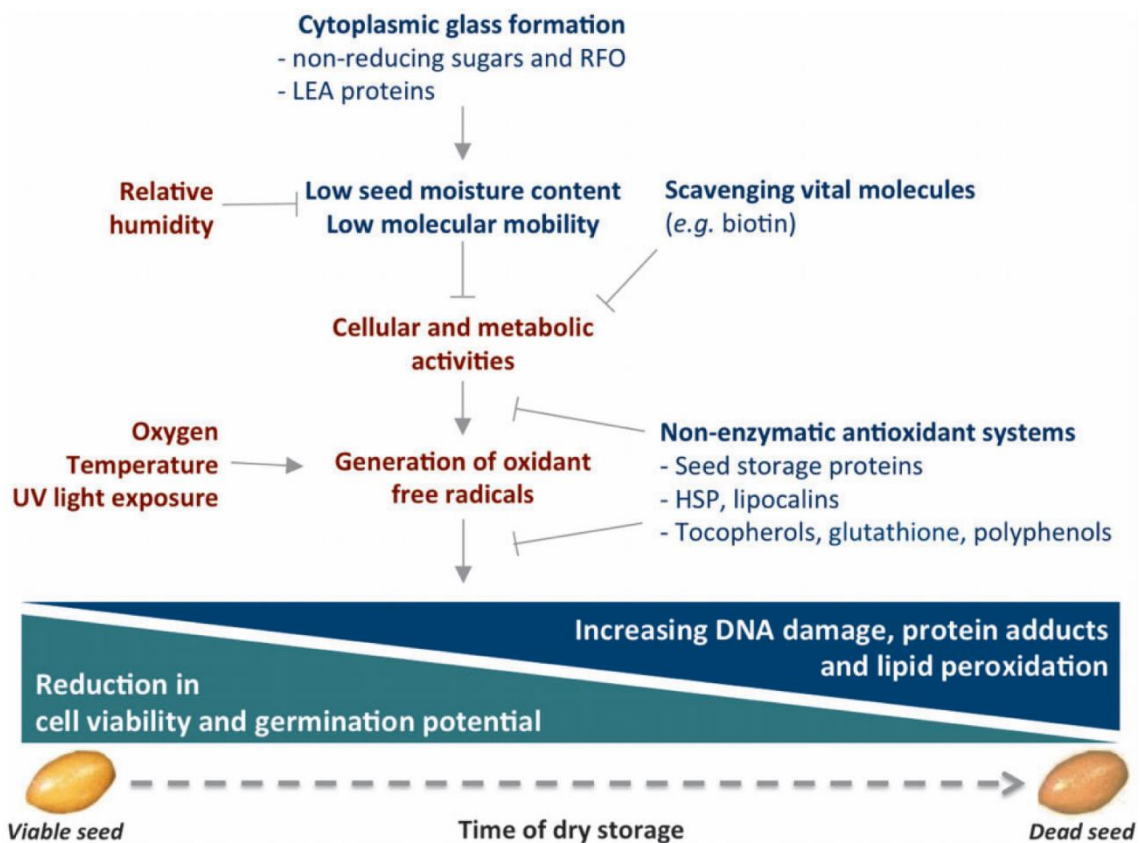 Cytoplasmic glass formation
- non-reducing sugars and RFO
- LEA proteins
Relative
humidity
Low seed moisture content
Low molecular mobility
Scavenging vital molecules
(e.g. biotin)
Cellular and metabolic
activities
Oxygen
Temperature
UV light exposure
Generation of oxidant
free radicals
Non-enzymatic antioxidant systems
- Seed storage proteins
- HSP, lipocalins
- Tocopherols, glutathione, polyphenols
Increasing DNA damage, protein adducts
and lipid peroxidation
Reduction in
cell viability and germination potential
Viable seed
Time of dry storage
Dead seed